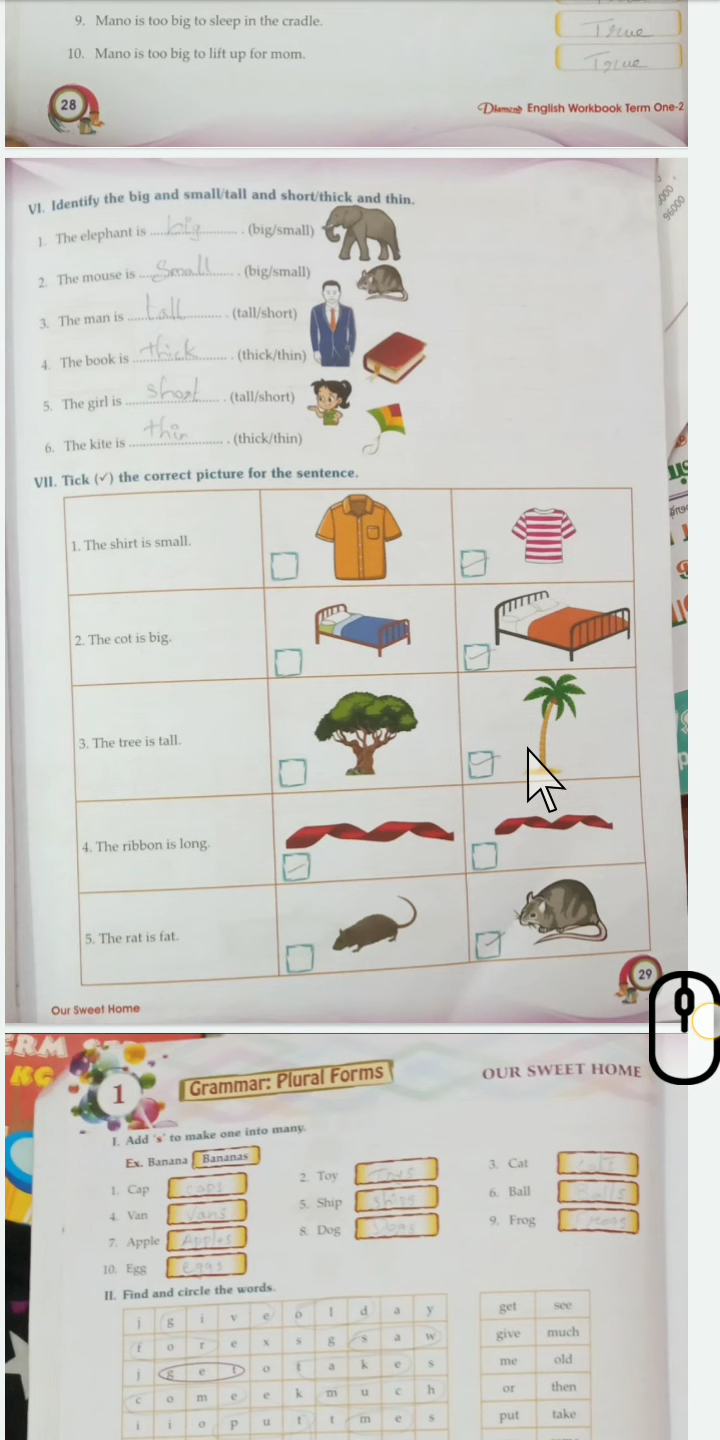 9. Mano is too big to sleep in the cradle. True
10. Mano is too big to lift up for mom. True
28
Diamond English Workbook Term One-2
VI. Identify the big and small/tall and short/thick and thin.
1. The elephant is big. (big/small)
2. The mouse is small. (big/small)
3. The man is tall. (tall/short)
4. The book is thick. (thick/thin)
5. The girl is short. (tall/short)
6. The kite is thin. (thick/thin)
VII. Tick (✓) the correct picture for the sentence.
1. The shirt is small.
2. The cot is big.
3. The tree is tall.
4. The ribbon is long.
5. The rat is fat.
29
Our Sweet Home
96000
1
Grammar: Plural Forms
OUR SWEET HOME
I. Add 's' to make one into many.
Ex. Banana Bananas
1. Cap caps 2. Toy Toys 3. Cat cats
4. Van Vans 5. Ship Ships 6. Ball Balls
7. Apple Apples 8. Dog Dogs 9. Frog Frogs
10. Egg eggs
II. Find and circle the words.
j g i v e o l d a y
f o r e x s g s a w
j g e t o t a k e s
c o m e e k m u c h
i i o p u t t m e s
get see
give much
me old
or then
put take